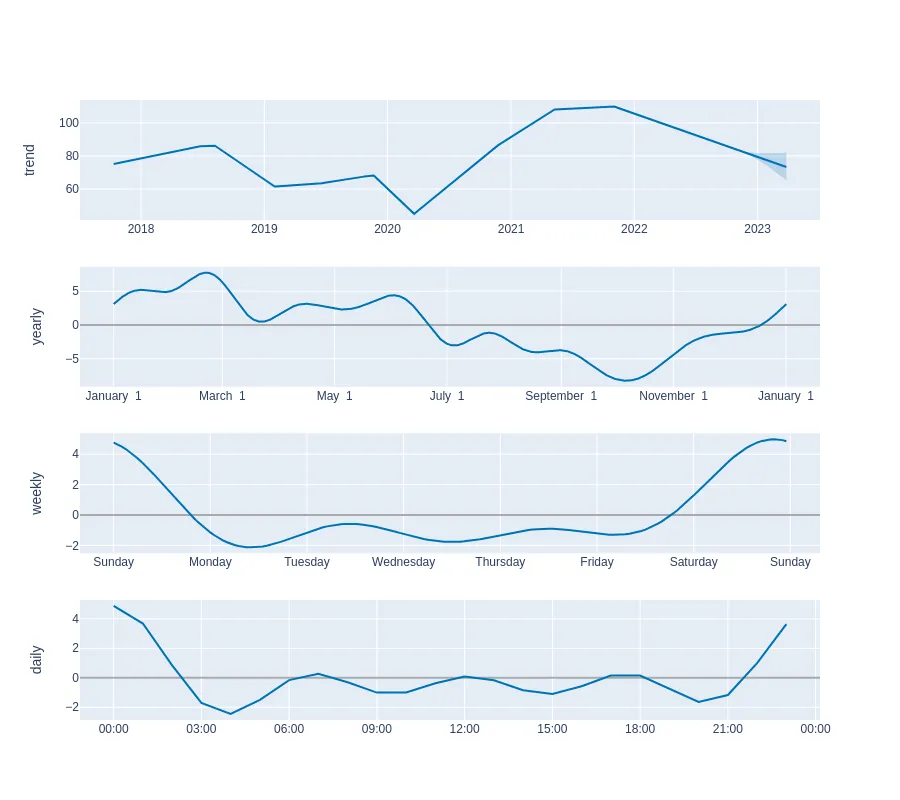 trend
100
80
60
2018 2019 2020 2021 2022 2023
yearly
5
0
−5
January 1 March 1 May 1 July 1 September 1 November 1 January 1
weekly
4
2
0
−2
Sunday Monday Tuesday Wednesday Thursday Friday Saturday Sunday
daily
4
2
0
−2
00:00 03:00 06:00 09:00 12:00 15:00 18:00 21:00 00:00